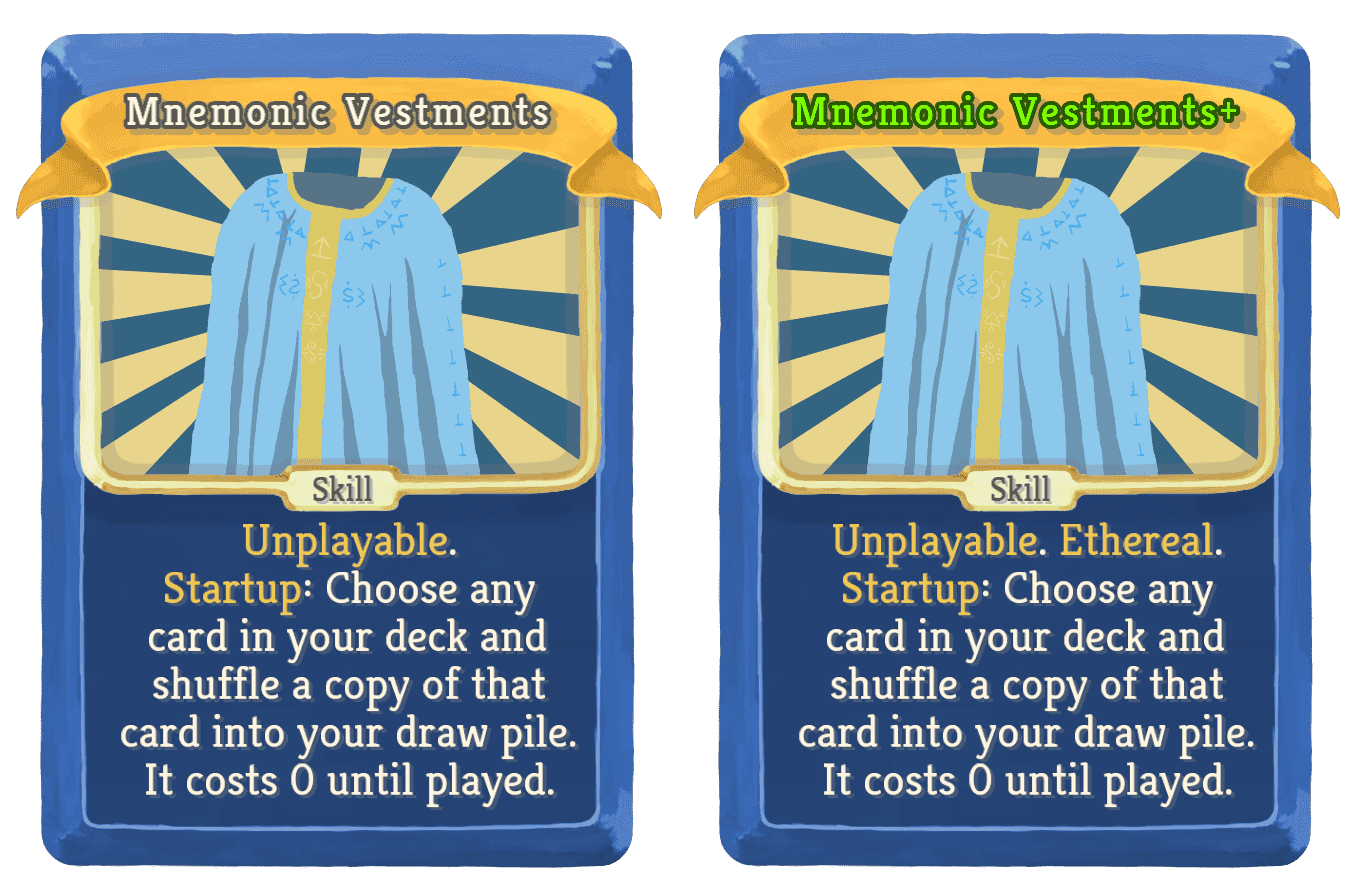 Mnemonic Vestments
Skill
Unplayable.
Startup: Choose any
card in your deck and
shuffle a copy of that
card into your draw pile.
It costs 0 until played.
Mnemonic Vestments+
Skill
Unplayable. Ethereal.
Startup: Choose any
card in your deck and
shuffle a copy of that
card into your draw pile.
It costs 0 until played.